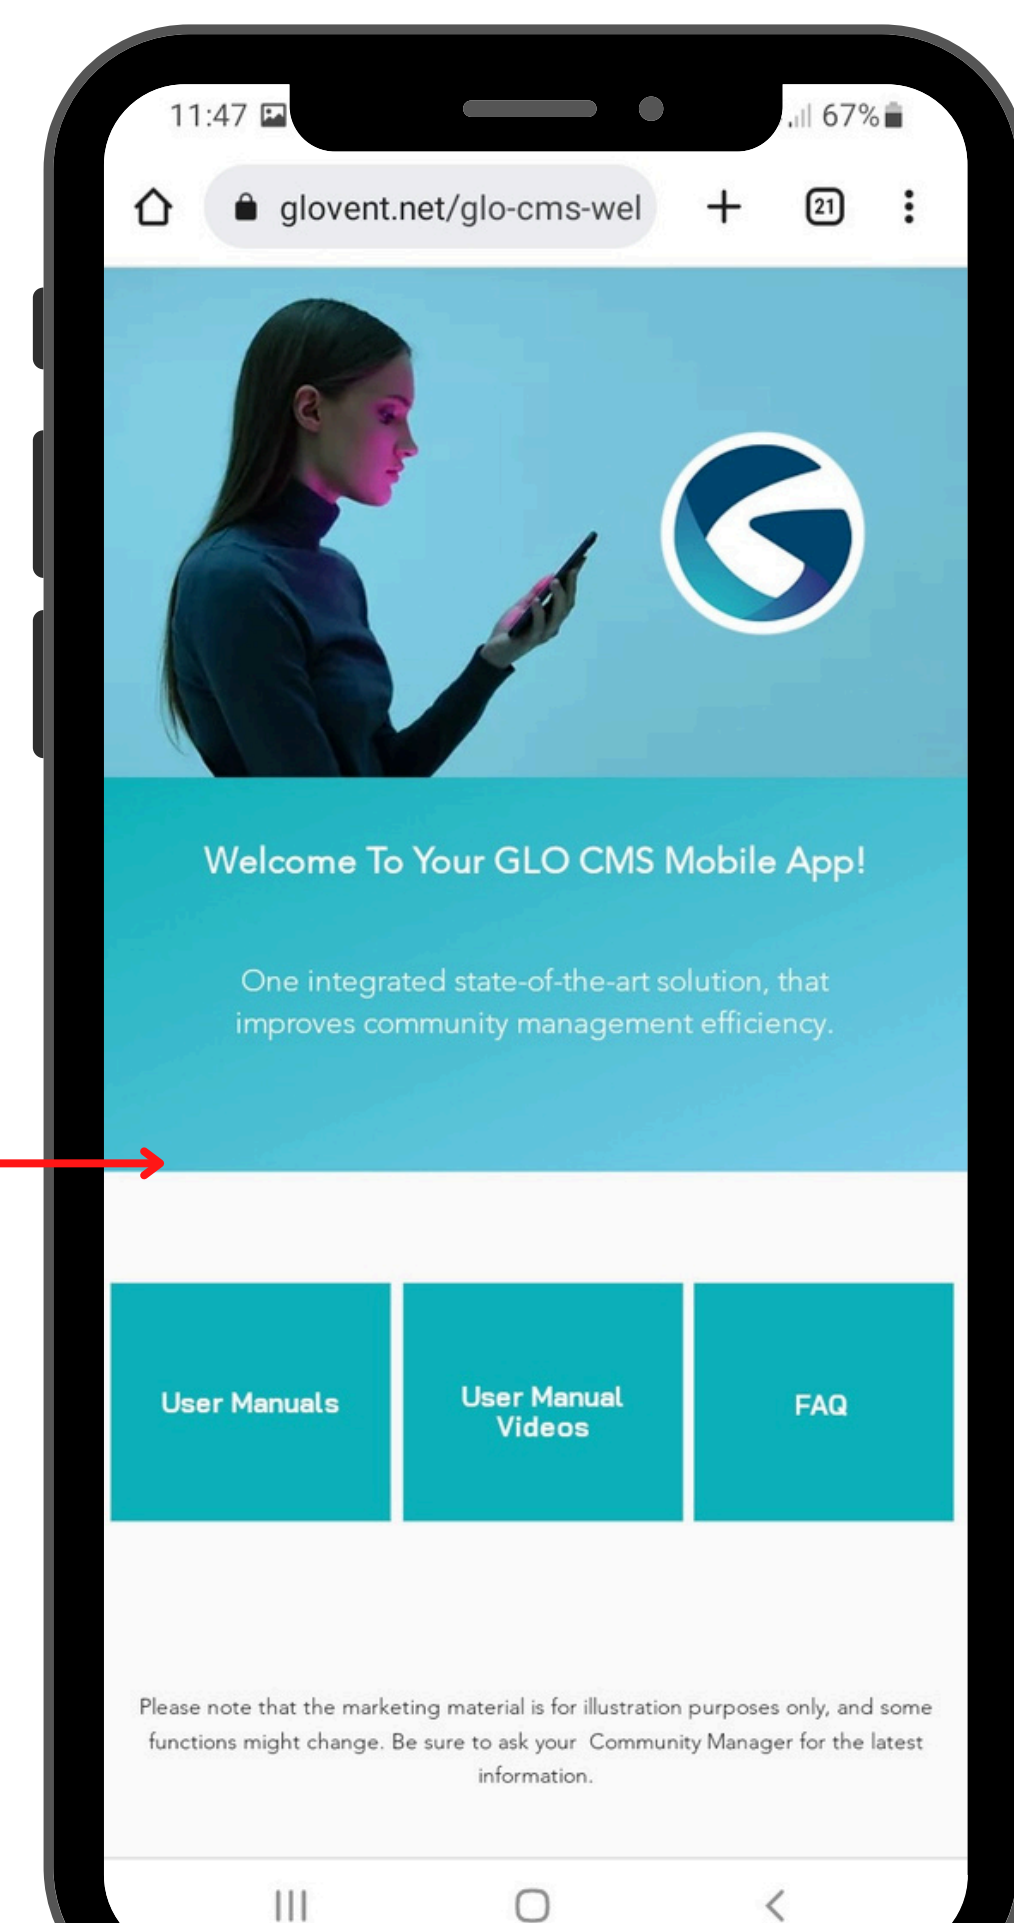 11:47
67%
glovent.net/glo-cms-wel
21
Welcome To Your GLO CMS Mobile App!
One integrated state-of-the-art solution, that
improves community management efficiency.
User Manuals
User Manual
Videos
FAQ
Please note that the marketing material is for illustration purposes only, and some
functions might change. Be sure to ask your  Community Manager for the latest
information.